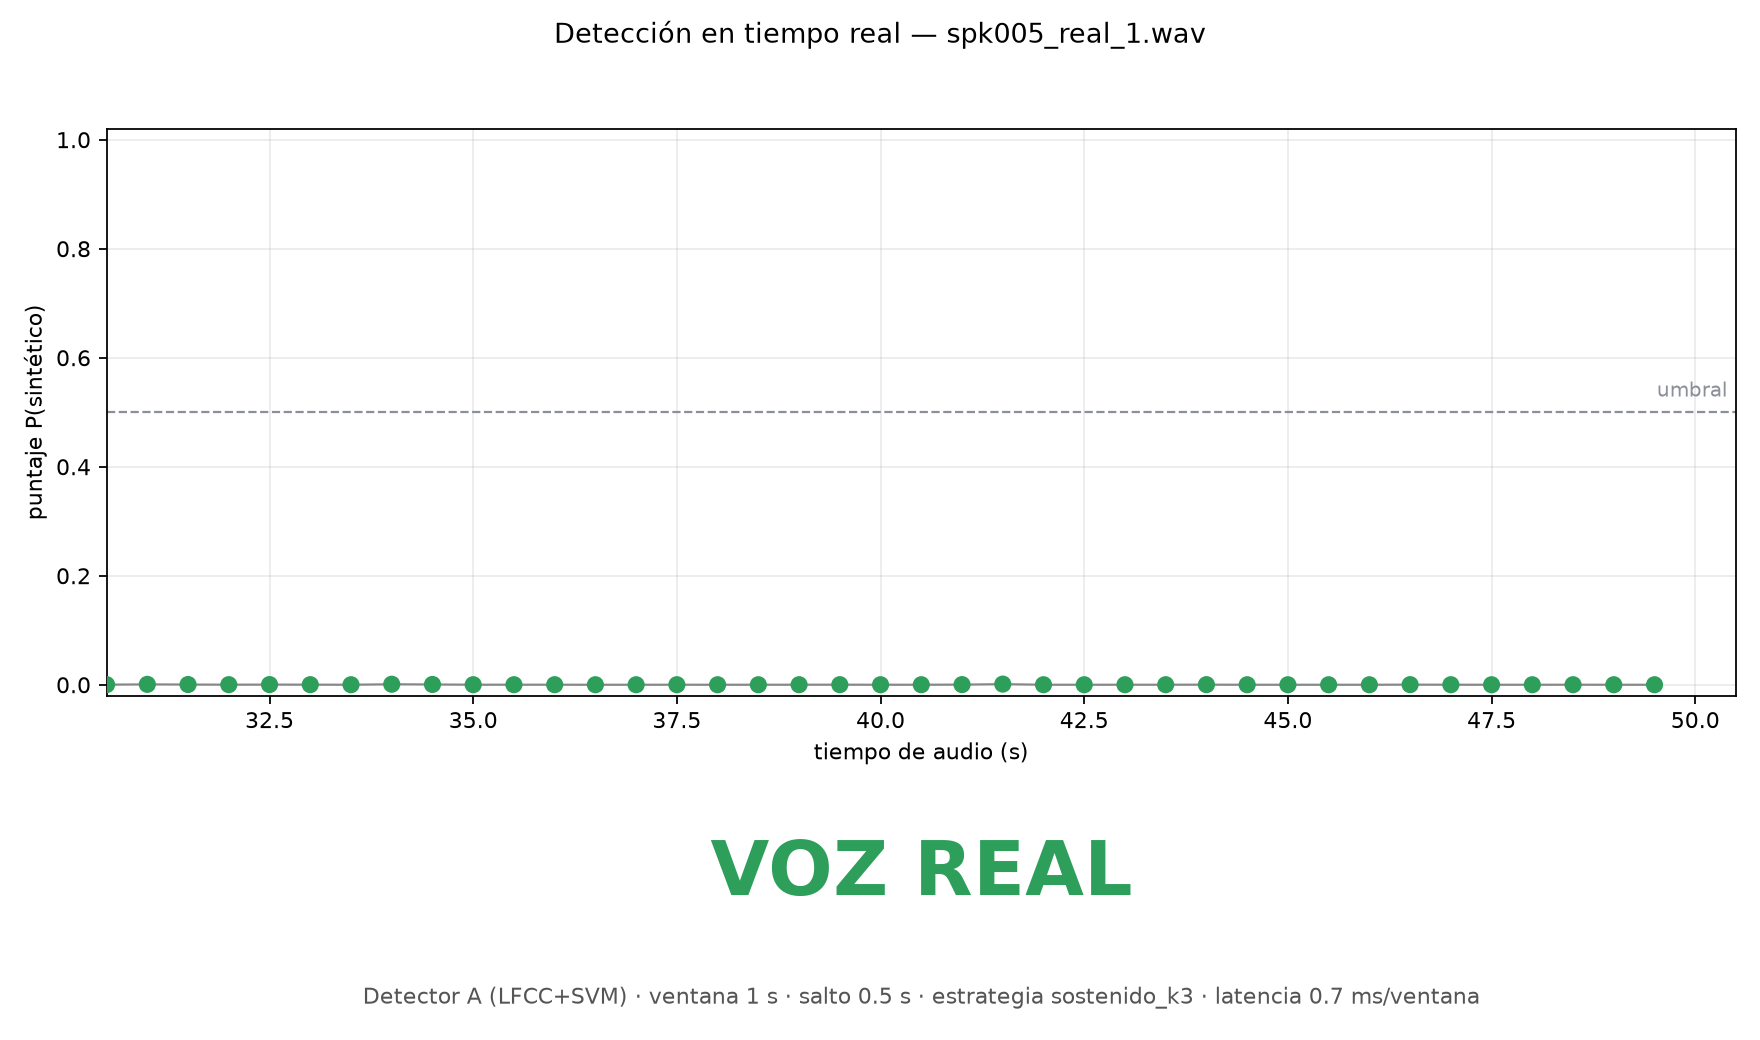 Detección en tiempo real — spk005_real_1.wav
1.0
0.8
0.6
0.4
0.2
0.0
puntaje P(sintético)
umbral
32.5 35.0 37.5 40.0 42.5 45.0 47.5 50.0
tiempo de audio (s)
VOZ REAL
Detector A (LFCC+SVM) · ventana 1 s · salto 0.5 s · estrategia sostenido_k3 · latencia 0.7 ms/ventana